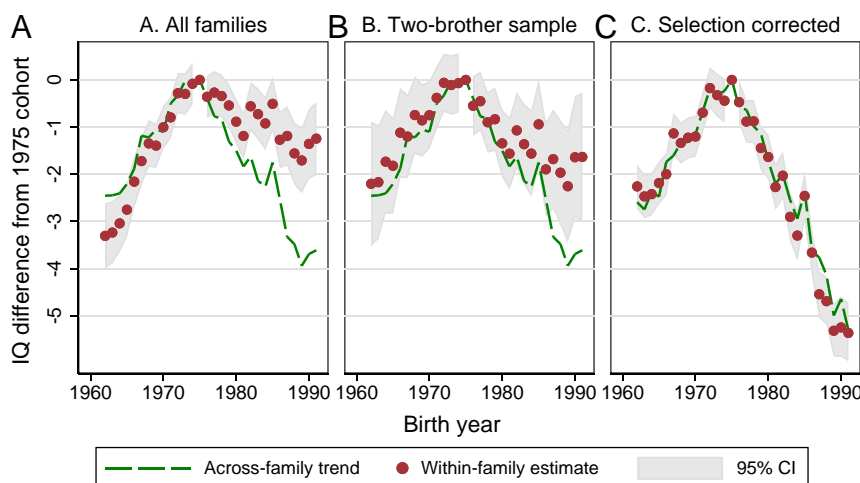 A B C
A. All families B. Two-brother sample C. Selection corrected
IQ difference from 1975 cohort
0
-1
-2
-3
-4
-5
1960 1970 1980 1990 1960 1970 1980 1990 1960 1970 1980 1990
Birth year
Across-family trend Within-family estimate 95% CI